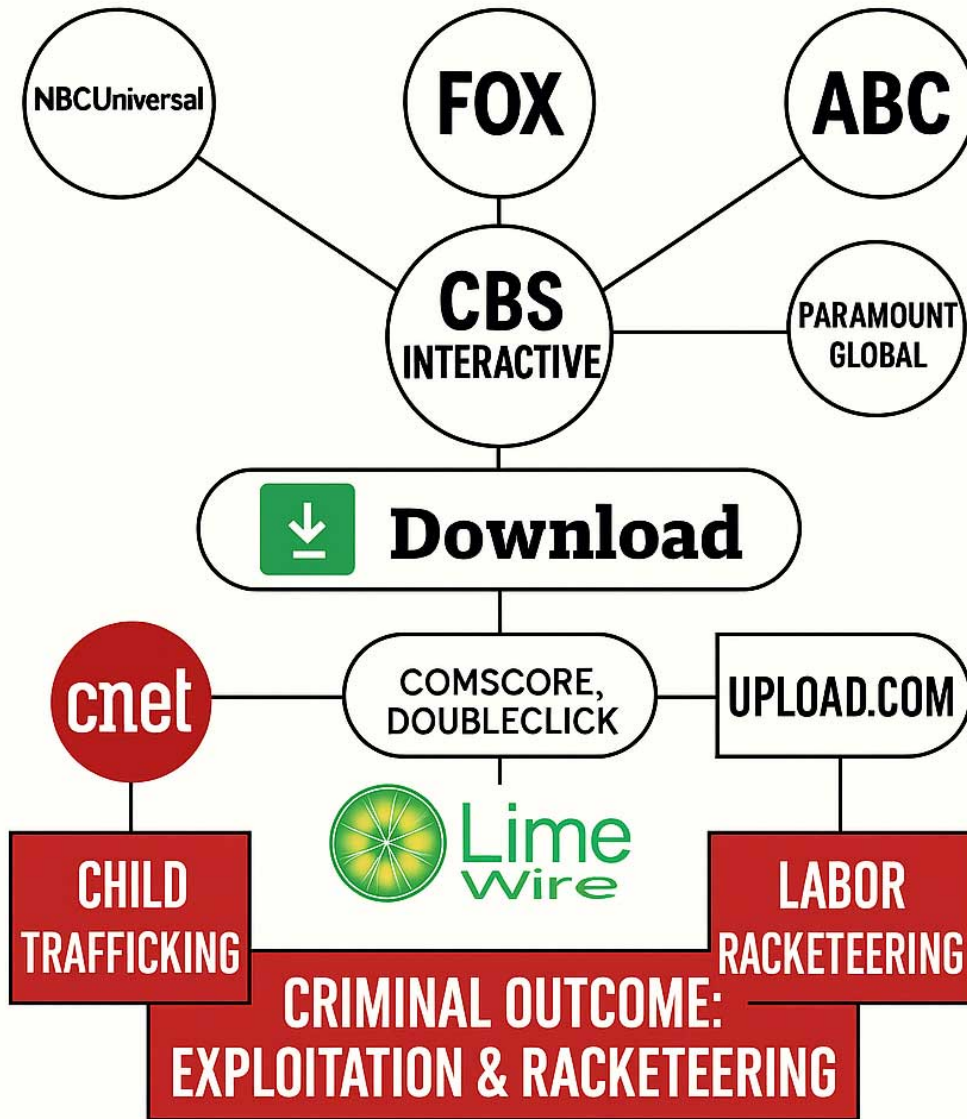 NBCUniversal
FOX
ABC
CBS
INTERACTIVE
PARAMOUNT
GLOBAL
Download
cnet
COMSCORE,
DOUBLECLICK
UPLOAD.COM
Lime
Wire
CHILD
TRAFFICKING
LABOR
RACKETEERING
CRIMINAL OUTCOME:
EXPLOITATION & RACKETEERING